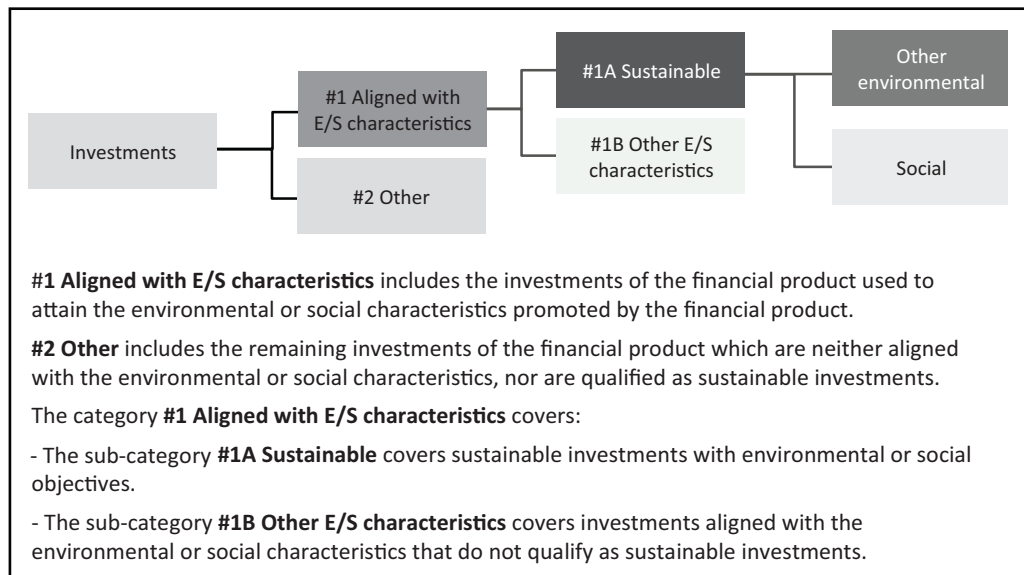 Investments
#1 Aligned with
E/S characteristics
#2 Other
#1A Sustainable
#1B Other E/S
characteristics
Other
environmental
Social
#1 Aligned with E/S characteristics includes the investments of the financial product used to
attain the environmental or social characteristics promoted by the financial product.
#2 Other includes the remaining investments of the financial product which are neither aligned
with the environmental or social characteristics, nor are qualified as sustainable investments.
The category #1 Aligned with E/S characteristics covers:
- The sub-category #1A Sustainable covers sustainable investments with environmental or social
objectives.
- The sub-category #1B Other E/S characteristics covers investments aligned with the
environmental or social characteristics that do not qualify as sustainable investments.